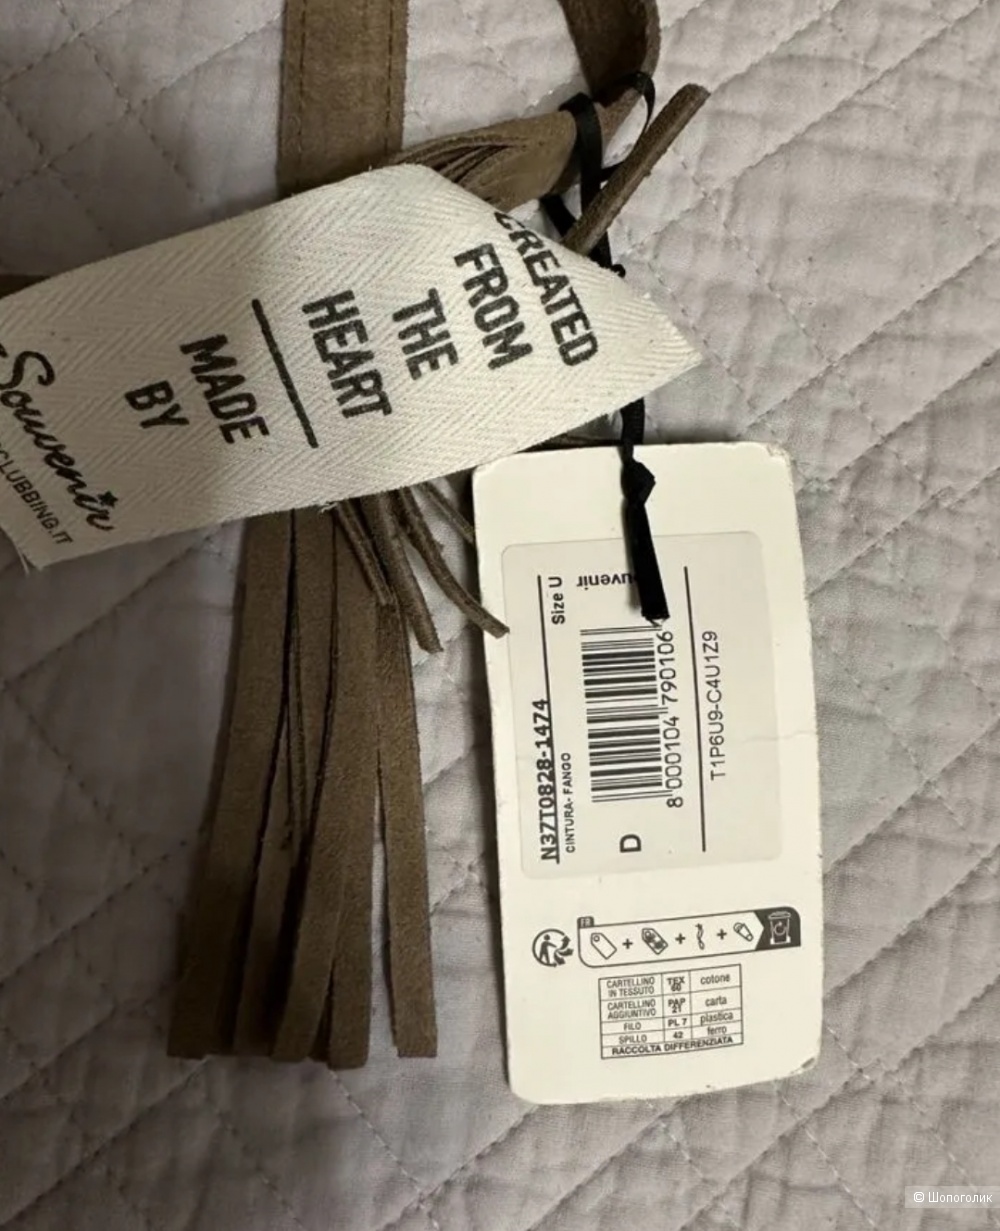 CREATED
FROM
THE
HEART
MADE
BY
Souvenir
CLUBBING.IT
N37T0828-1474
Size U
CINTURA- FANGO
D
8 000104 790106
T1P6U9-C4U1Z9
FR
CARTELLINO IN TESSUTO TEX 60 cotone
CARTELLINO AGGIUNTIVO PAP 21 carta
FILO PL 7 plastica
SPILLO 42 ferro
RACCOLTA DIFFERENZIATA
© Шопоголик